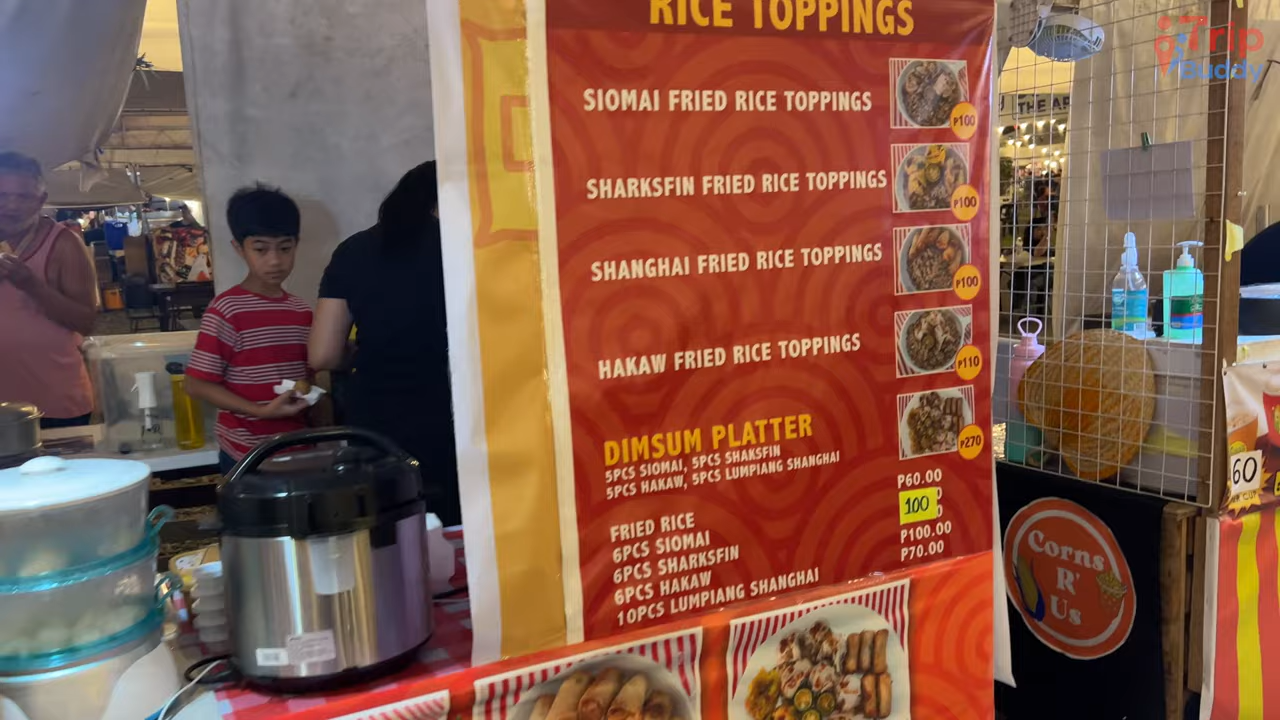 RICE TOPPINGS
SIOMAI FRIED RICE TOPPINGS
P100
SHARKSFIN FRIED RICE TOPPINGS
P100
SHANGHAI FRIED RICE TOPPINGS
P100
HAKAW FRIED RICE TOPPINGS
P110
DIMSUM PLATTER
P270
5PCS SIOMAI, 5PCS SHAKSFIN
5PCS HAKAW, 5PCS LUMPIANG SHANGHAI
FRIED RICE
6PCS SIOMAI
6PCS SHARKSFIN
6PCS HAKAW
10PCS LUMPIANG SHANGHAI
P60.00
100
P100.00
P70.00
Trip
Buddy
THE
Corns
R'
Us
60